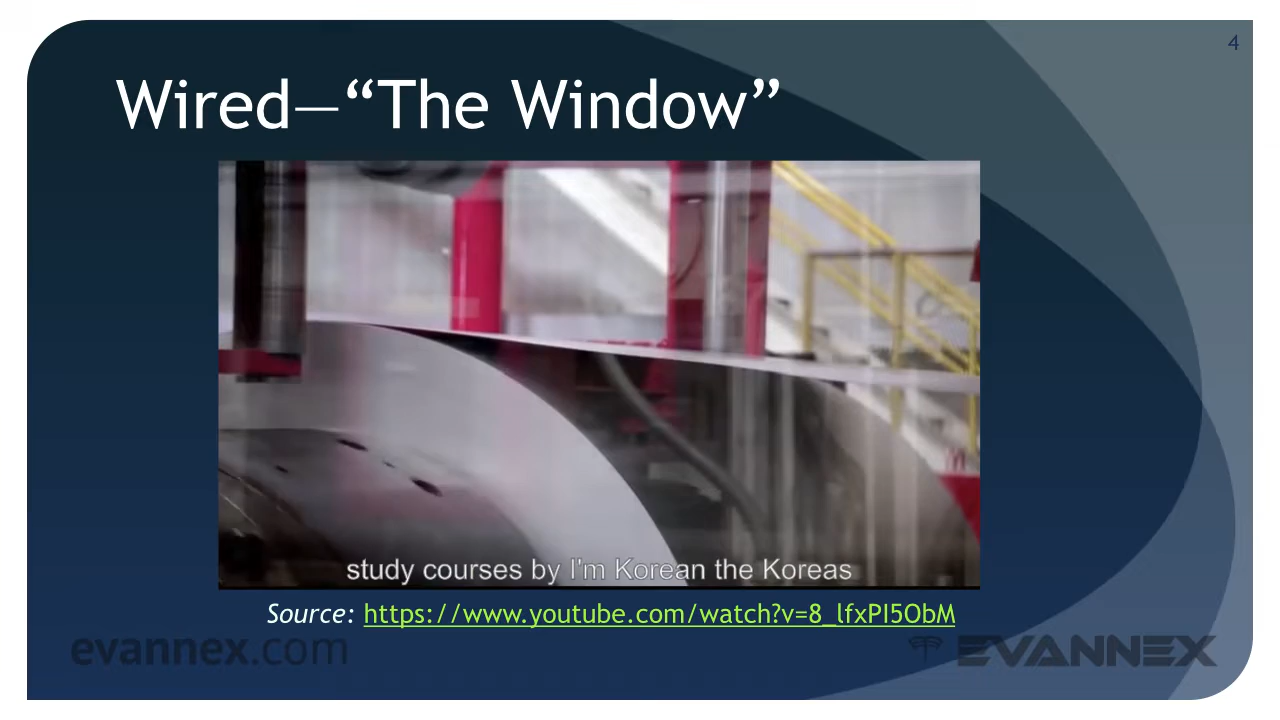 4
Wired—“The Window”
study courses by I'm Korean the Koreas
Source: https://www.youtube.com/watch?v=8_lfxPI5ObM
evannex.com
EVANNEX